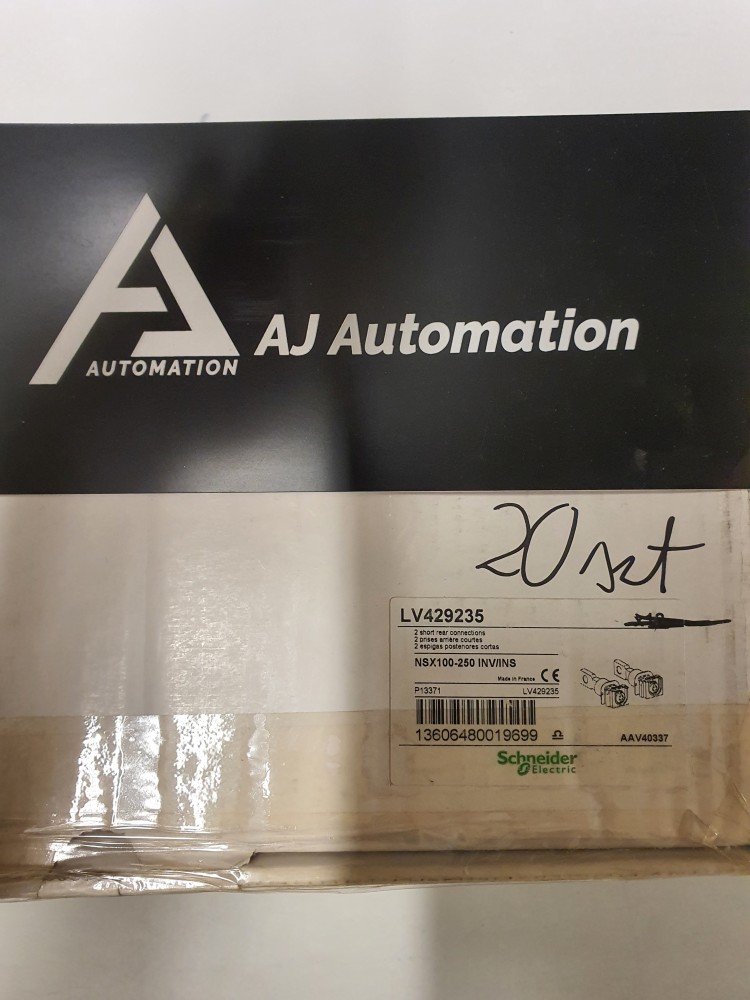 AUTOMATION
AJ Automation
20 set
LV429235
2 short rear connections
2 prises arrière courtes
2 espigas posteriores cortas
NSX100-250 INV/INS
Made in France CE
P13371 LV429235
13606480019699
AAV40337
Schneider
Electric